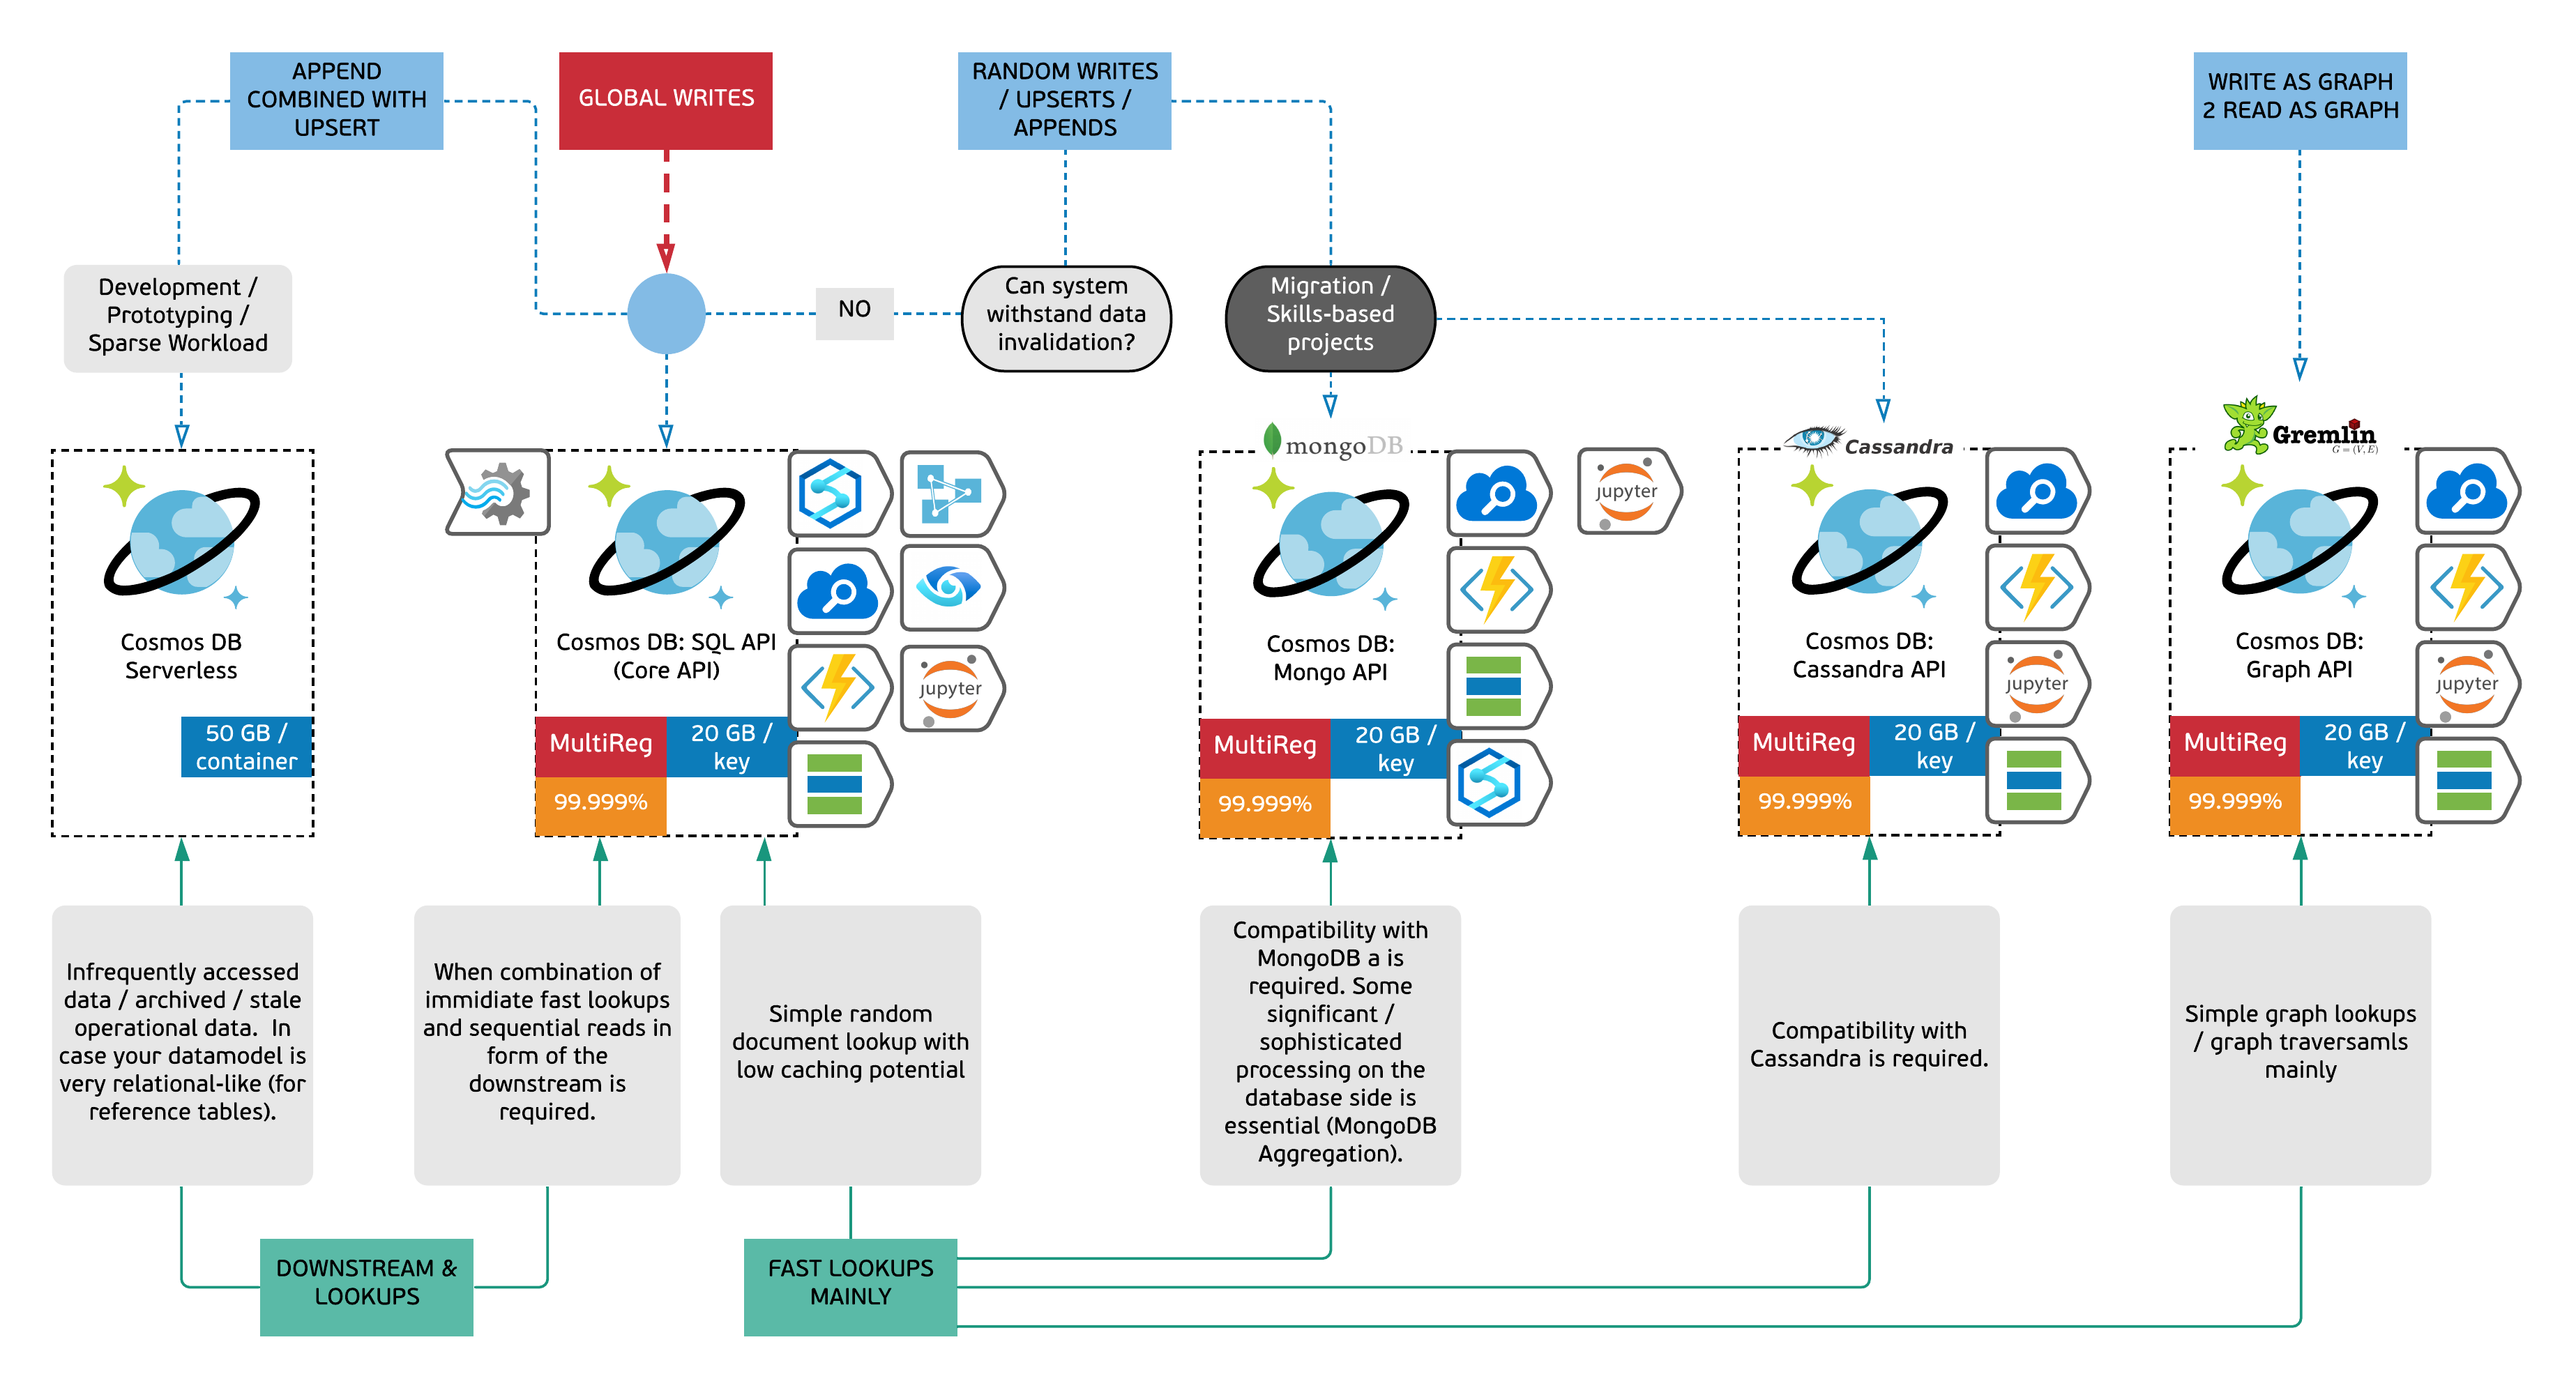 APPEND
COMBINED WITH
UPSERT
GLOBAL WRITES
RANDOM WRITES
/ UPSERTS /
APPENDS
WRITE AS GRAPH
2 READ AS GRAPH
Development /
Prototyping /
Sparse Workload
NO
Can system
withstand data
invalidation?
Migration /
Skills-based
projects
mongoDB
Cassandra
Gremlin
G = (V, E)
Cosmos DB
Serverless
50 GB /
container
Cosmos DB: SQL API
(Core API)
MultiReg
20 GB /
key
99.999%
jupyter
Cosmos DB:
Mongo API
MultiReg
20 GB /
key
99.999%
jupyter
Cosmos DB:
Cassandra API
MultiReg
20 GB /
key
99.999%
jupyter
Cosmos DB:
Graph API
MultiReg
20 GB /
key
99.999%
jupyter
Infrequently accessed
data / archived / stale
operational data. In
case your datamodel is
very relational-like (for
reference tables).
When combination of
immidiate fast lookups
and sequential reads in
form of the
downstream is
required.
Simple random
document lookup with
low caching potential
Compatibility with
MongoDB a is
required. Some
significant /
sophisticated
processing on the
database side is
essential (MongoDB
Aggregation).
Compatibility with
Cassandra is required.
Simple graph lookups
/ graph traversamls
mainly
DOWNSTREAM &
LOOKUPS
FAST LOOKUPS
MAINLY